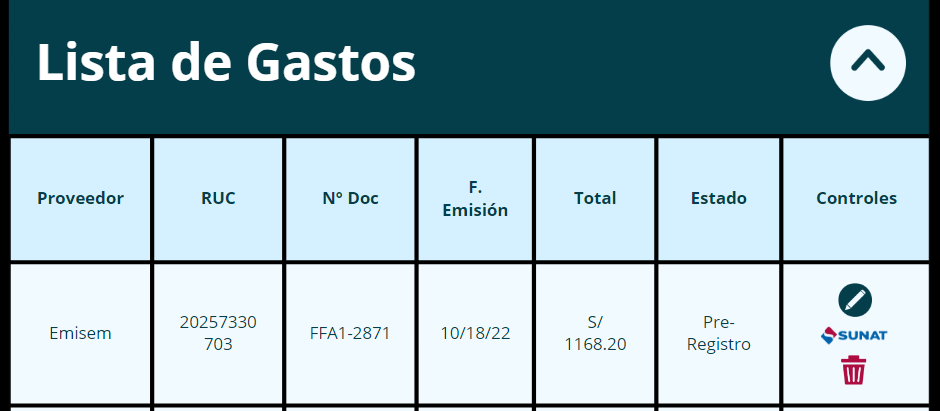 Lista de Gastos
Proveedor
RUC
N° Doc
F.
Emisión
Total
Estado
Controles
Emisem
20257330
703
FFA1-2871
10/18/22
S/
1168.20
Pre-
Registro
SUNAT